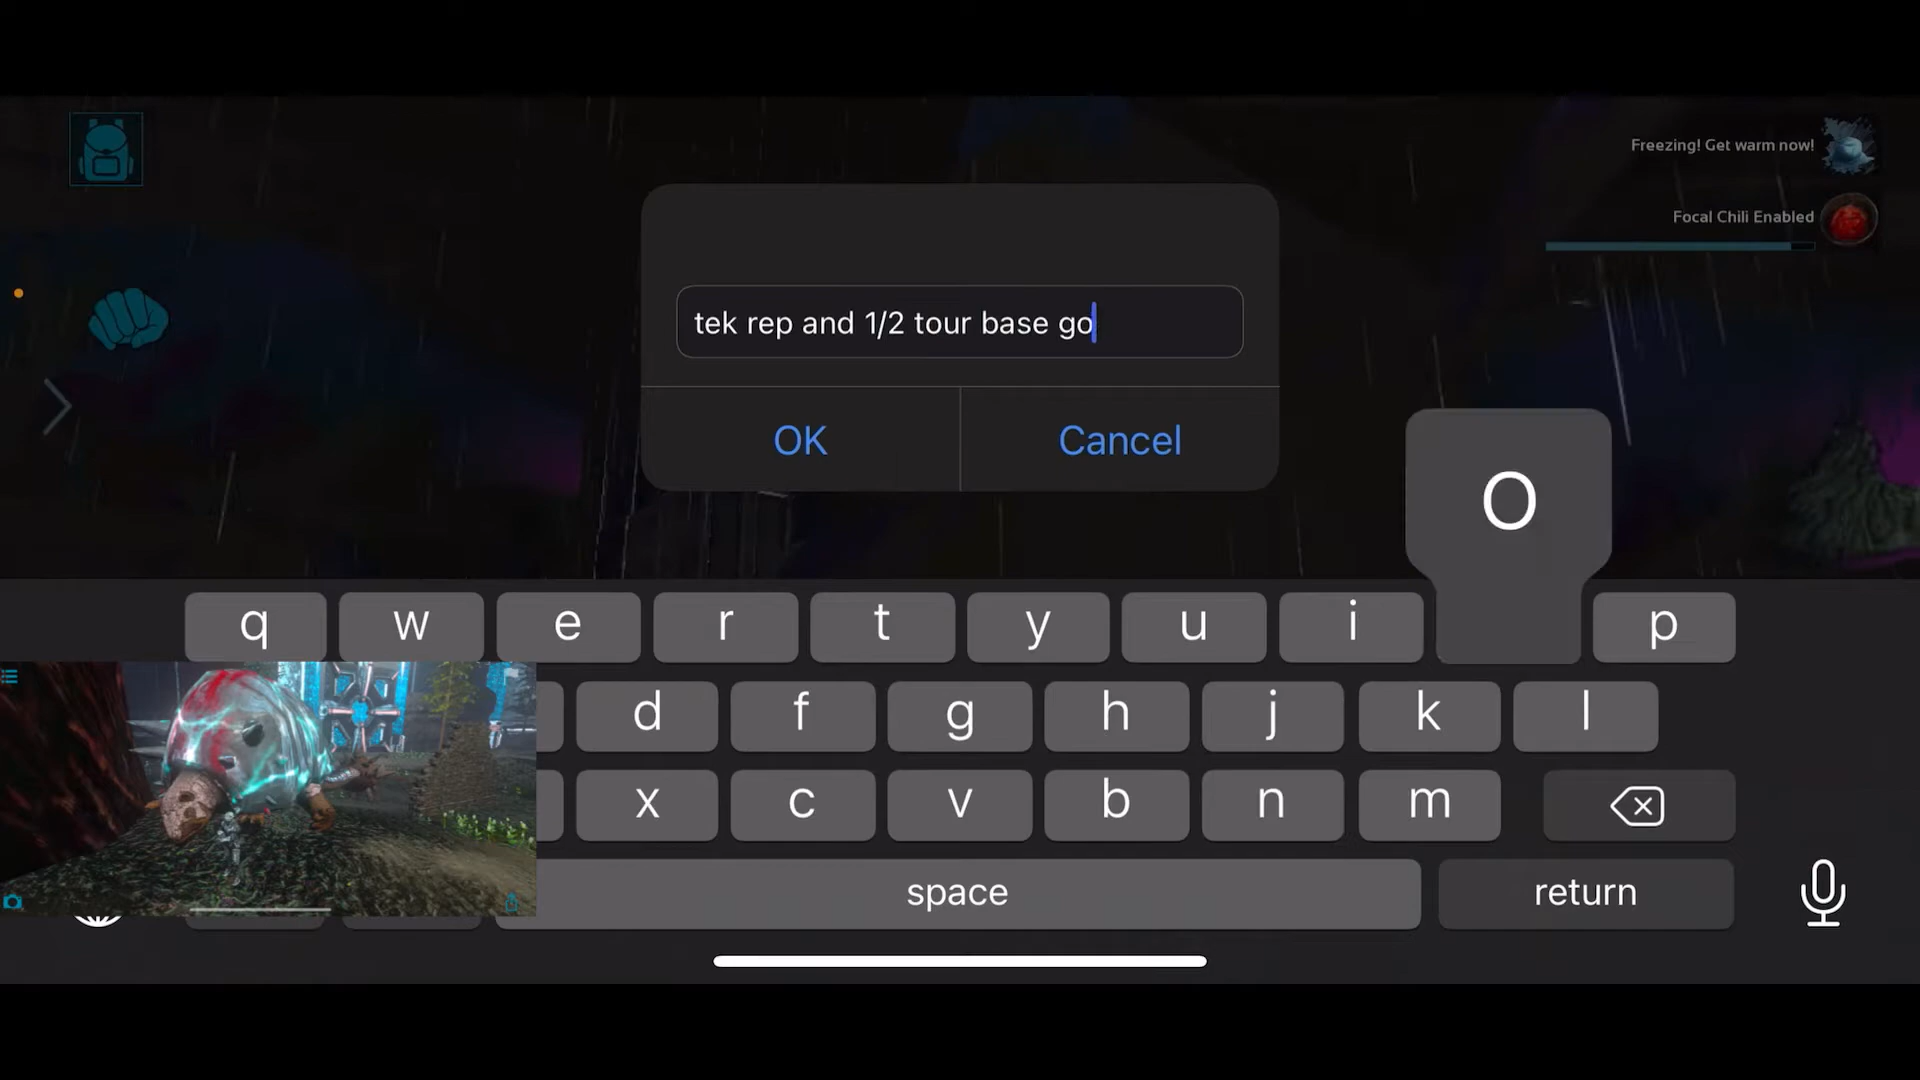 Freezing! Get warm now!
Focal Chili Enabled
tek rep and 1/2 tour base go
OK
Cancel
O
q w e r t y u i p
d f g h j k l
x c v b n m
space
return